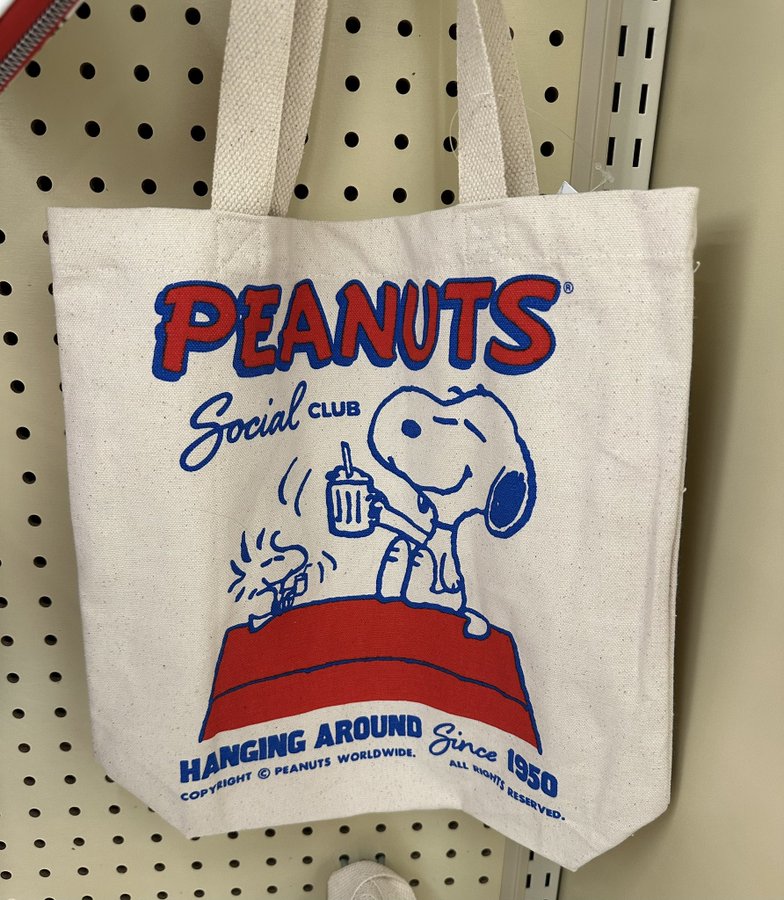 PEANUTS®
Social CLUB
HANGING AROUND Since 1950
COPYRIGHT © PEANUTS WORLDWIDE. ALL RIGHTS RESERVED.